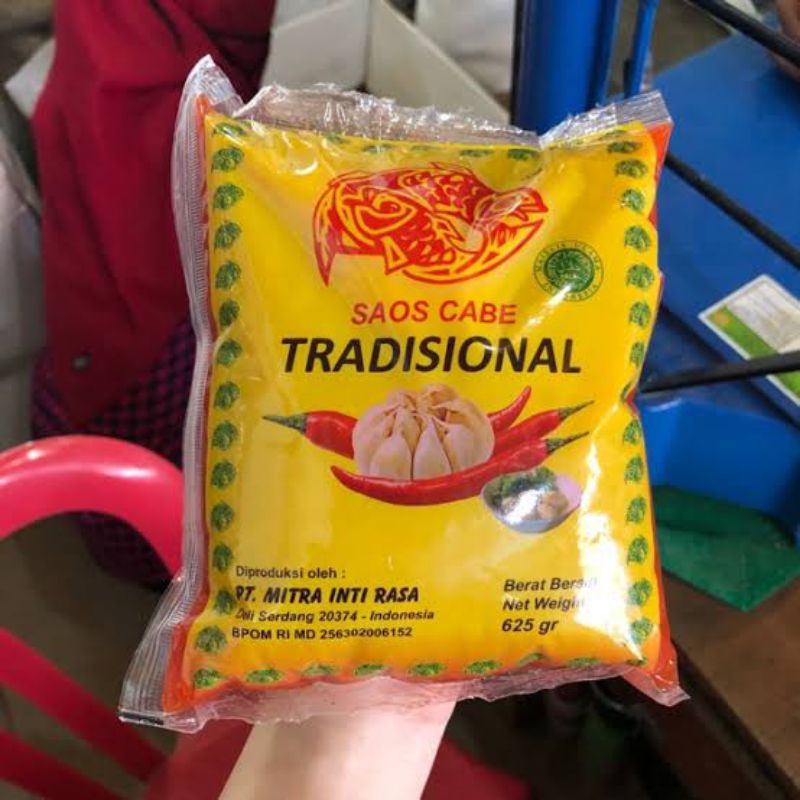 SAOS CABE
TRADISIONAL
Diproduksi oleh :
PT. MITRA INTI RASA
Deli Serdang 20374 - Indonesia
BPOM RI MD 256302006152
Berat Bersih
Net Weight
625 gr